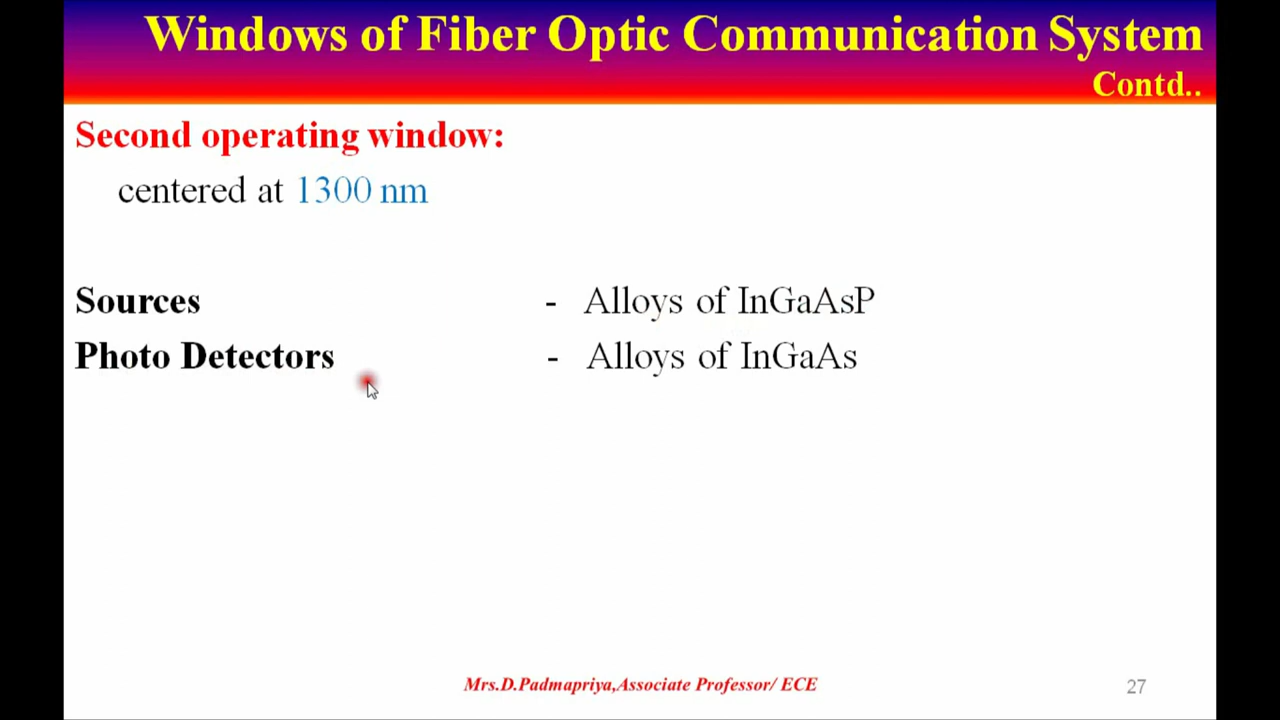 Windows of Fiber Optic Communication System
Contd..
Second operating window:
centered at 1300 nm
Sources - Alloys of InGaAsP
Photo Detectors - Alloys of InGaAs
Mrs.D.Padmapriya,Associate Professor/ ECE
27